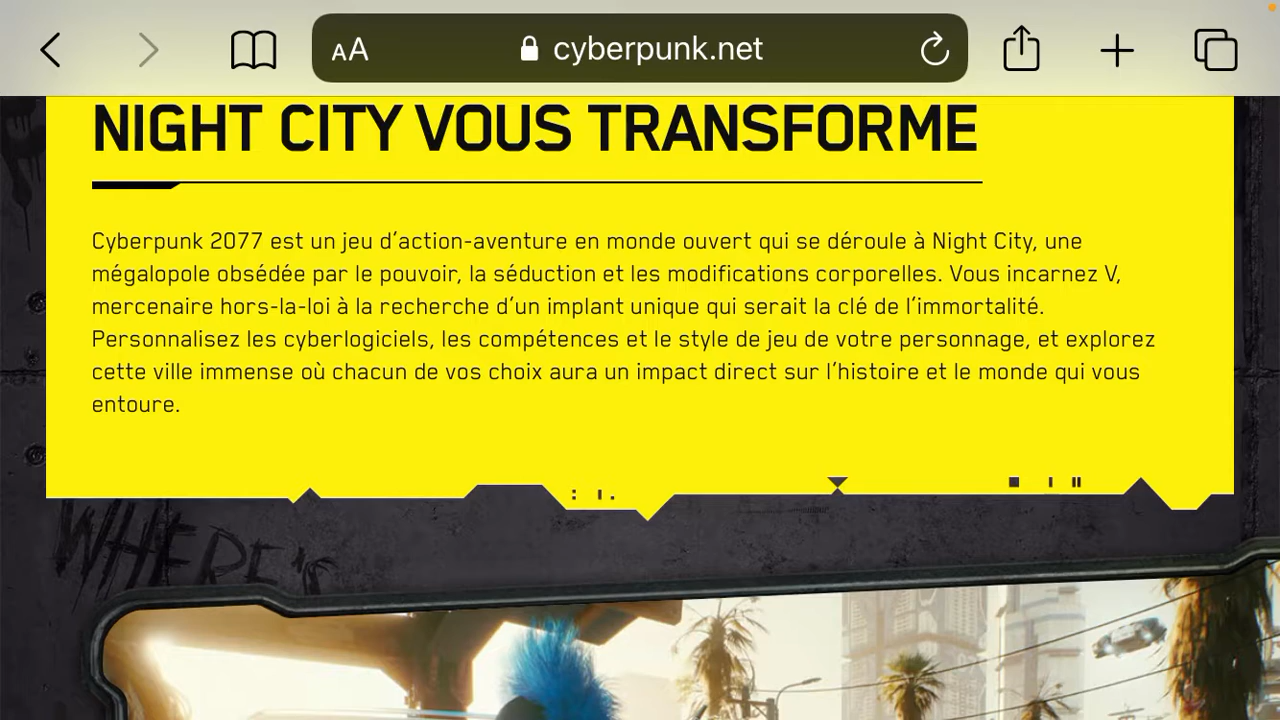 AA cyberpunk.net
NIGHT CITY VOUS TRANSFORME
Cyberpunk 2077 est un jeu d'action-aventure en monde ouvert qui se déroule à Night City, une
mégalopole obsédée par le pouvoir, la séduction et les modifications corporelles. Vous incarnez V,
mercenaire hors-la-loi à la recherche d'un implant unique qui serait la clé de l'immortalité.
Personnalisez les cyberlogiciels, les compétences et le style de jeu de votre personnage, et explorez
cette ville immense où chacun de vos choix aura un impact direct sur l'histoire et le monde qui vous
entoure.
WHERE'S